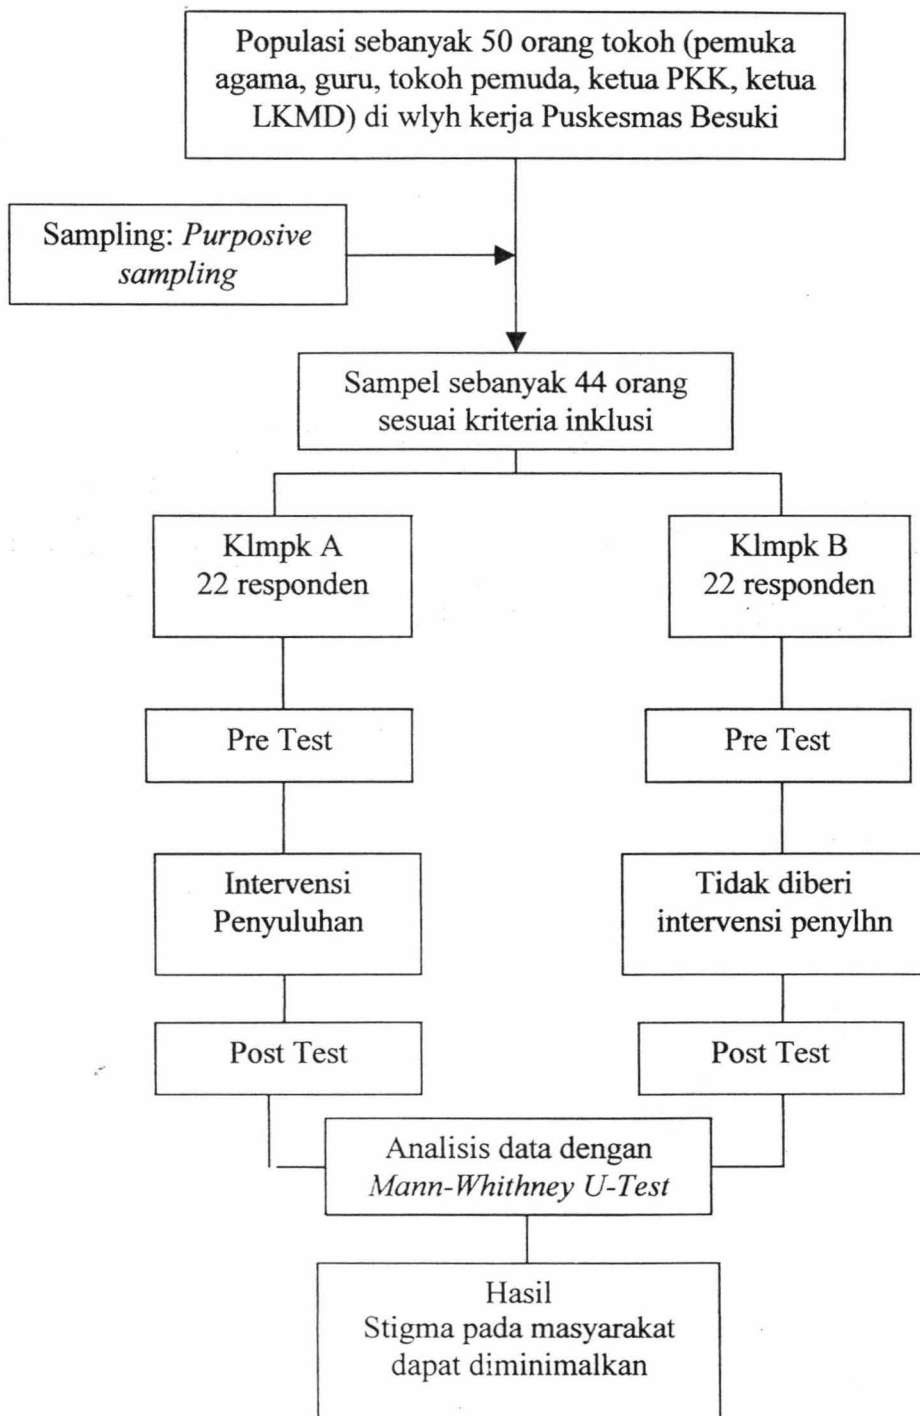 Populasi sebanyak 50 orang tokoh (pemuka
agama, guru, tokoh pemuda, ketua PKK, ketua
LKMD) di wlyh kerja Puskesmas Besuki
Sampling: Purposive
sampling
Sampel sebanyak 44 orang
sesuai kriteria inklusi
Klmpk A
22 responden
Klmpk B
22 responden
Pre Test
Pre Test
Intervensi
Penyuluhan
Tidak diberi
intervensi penylhn
Post Test
Post Test
Analisis data dengan
Mann-Whithney U-Test
Hasil
Stigma pada masyarakat
dapat diminimalkan